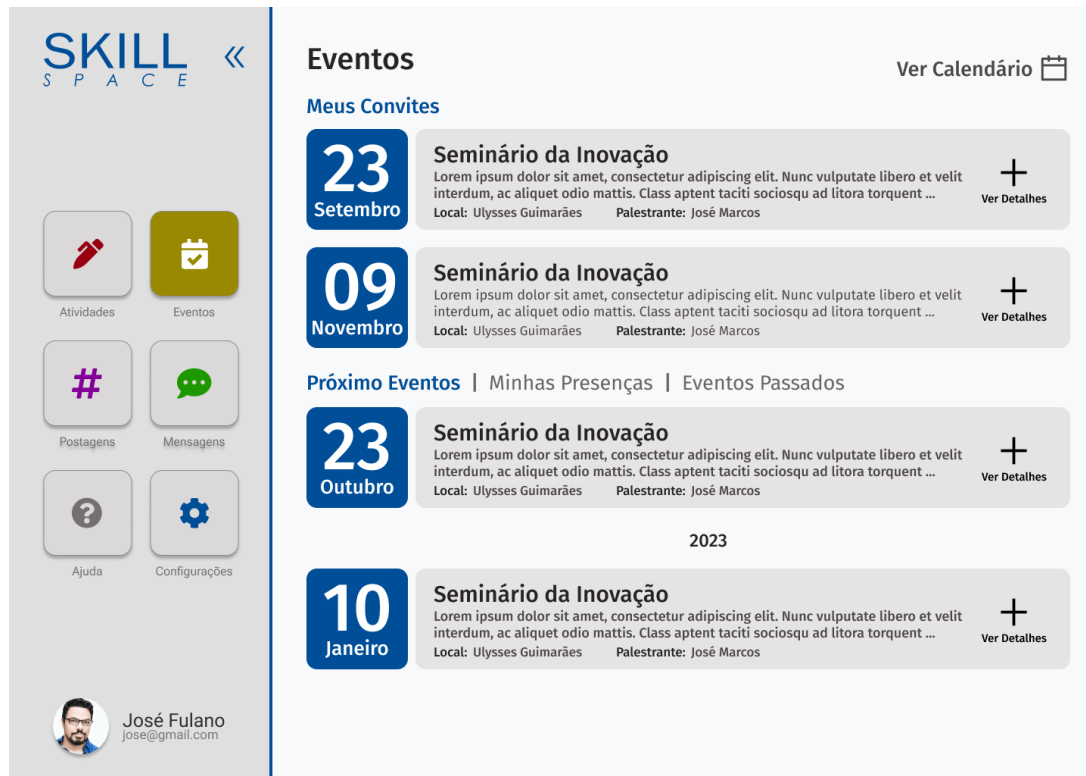 SKILL
SPACE
Atividades
Eventos
Postagens
Mensagens
Ajuda
Configurações
José Fulano
jose@gmail.com
Eventos
Ver Calendário
Meus Convites
23
Setembro
Seminário da Inovação
Lorem ipsum dolor sit amet, consectetur adipiscing elit. Nunc vulputate libero et velit
interdum, ac aliquet odio mattis. Class aptent taciti sociosqu ad litora torquent ...
Local: Ulysses Guimarães Palestrante: José Marcos
Ver Detalhes
09
Novembro
Seminário da Inovação
Lorem ipsum dolor sit amet, consectetur adipiscing elit. Nunc vulputate libero et velit
interdum, ac aliquet odio mattis. Class aptent taciti sociosqu ad litora torquent ...
Local: Ulysses Guimarães Palestrante: José Marcos
Ver Detalhes
Próximo Eventos | Minhas Presenças | Eventos Passados
23
Outubro
Seminário da Inovação
Lorem ipsum dolor sit amet, consectetur adipiscing elit. Nunc vulputate libero et velit
interdum, ac aliquet odio mattis. Class aptent taciti sociosqu ad litora torquent ...
Local: Ulysses Guimarães Palestrante: José Marcos
Ver Detalhes
2023
10
Janeiro
Seminário da Inovação
Lorem ipsum dolor sit amet, consectetur adipiscing elit. Nunc vulputate libero et velit
interdum, ac aliquet odio mattis. Class aptent taciti sociosqu ad litora torquent ...
Local: Ulysses Guimarães Palestrante: José Marcos
Ver Detalhes